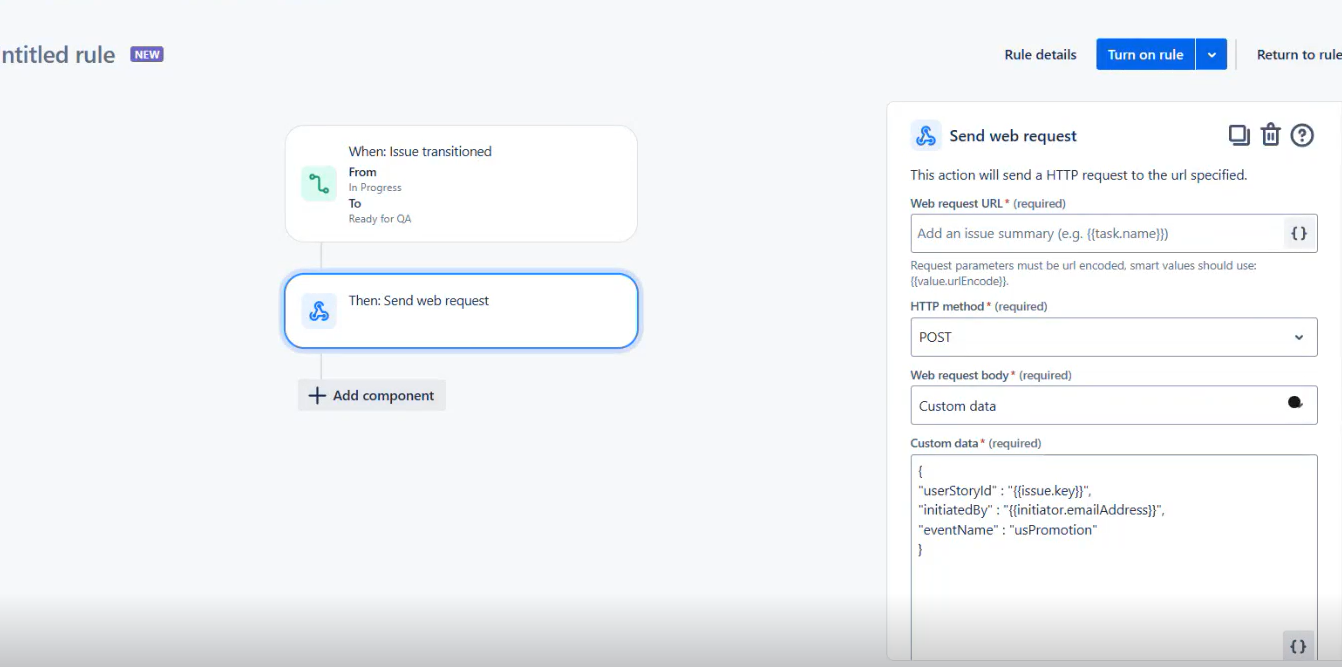 ntitled rule NEW
Rule details
Turn on rule
Return to rule
When: Issue transitioned
From
In Progress
To
Ready for QA
Then: Send web request
Add component
Send web request
This action will send a HTTP request to the url specified.
Web request URL* (required)
Add an issue summary (e.g. {{task.name}})
{}
Request parameters must be url encoded, smart values should use:
{{value.urlEncode}}.
HTTP method* (required)
POST
Web request body* (required)
Custom data
Custom data* (required)
{
"userStoryId" : "{{issue.key}}",
"initiatedBy" : "{{initiator.emailAddress}}",
"eventName" : "usPromotion"
}
{}